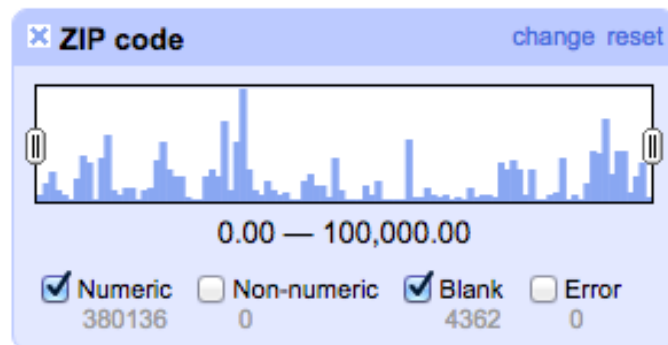 ZIP code change reset
0.00 — 100,000.00
Numeric Non-numeric Blank Error
380136 0 4362 0